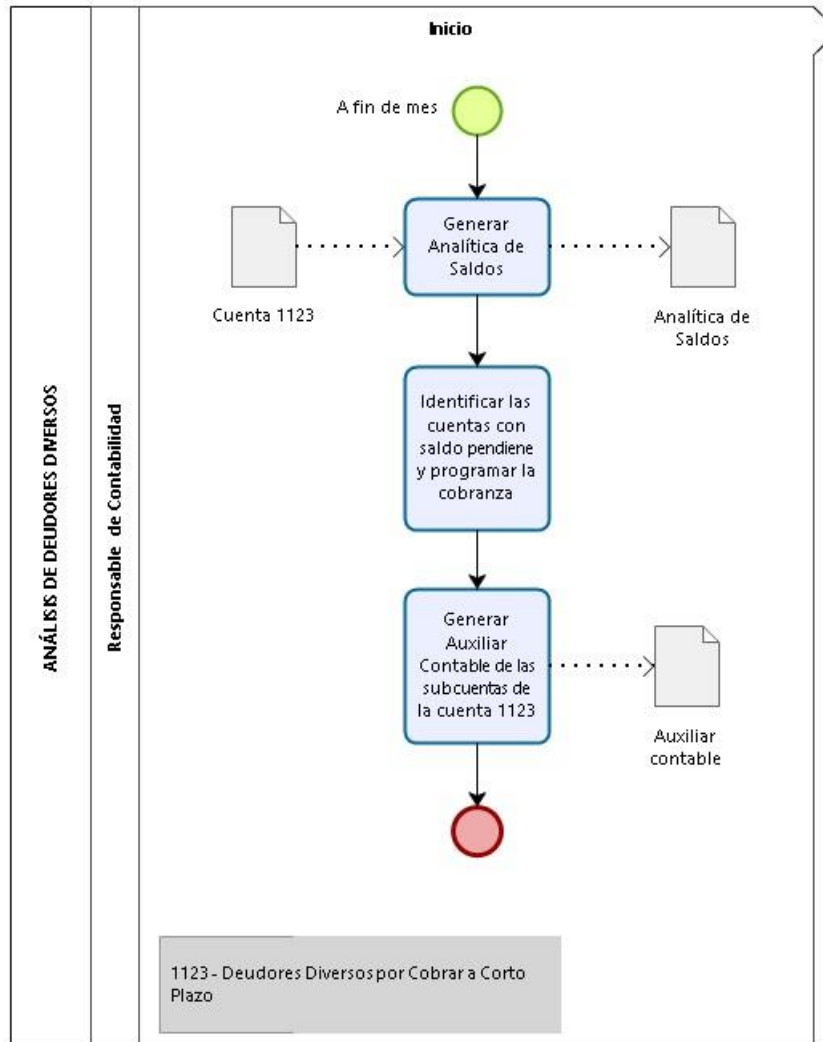 ANÁLISIS DE DEUDORES DIVERSOS
Responsable de Contabilidad
Inicio
A fin de mes
Generar
Analítica de
Saldos
Cuenta 1123
Analítica de
Saldos
Identificar las
cuentas con
saldo pendiene
y programar la
cobranza
Generar
Auxiliar
Contable de las
subcuentas de
la cuenta 1123
Auxiliar
contable
1123 - Deudores Diversos por Cobrar a Corto
Plazo